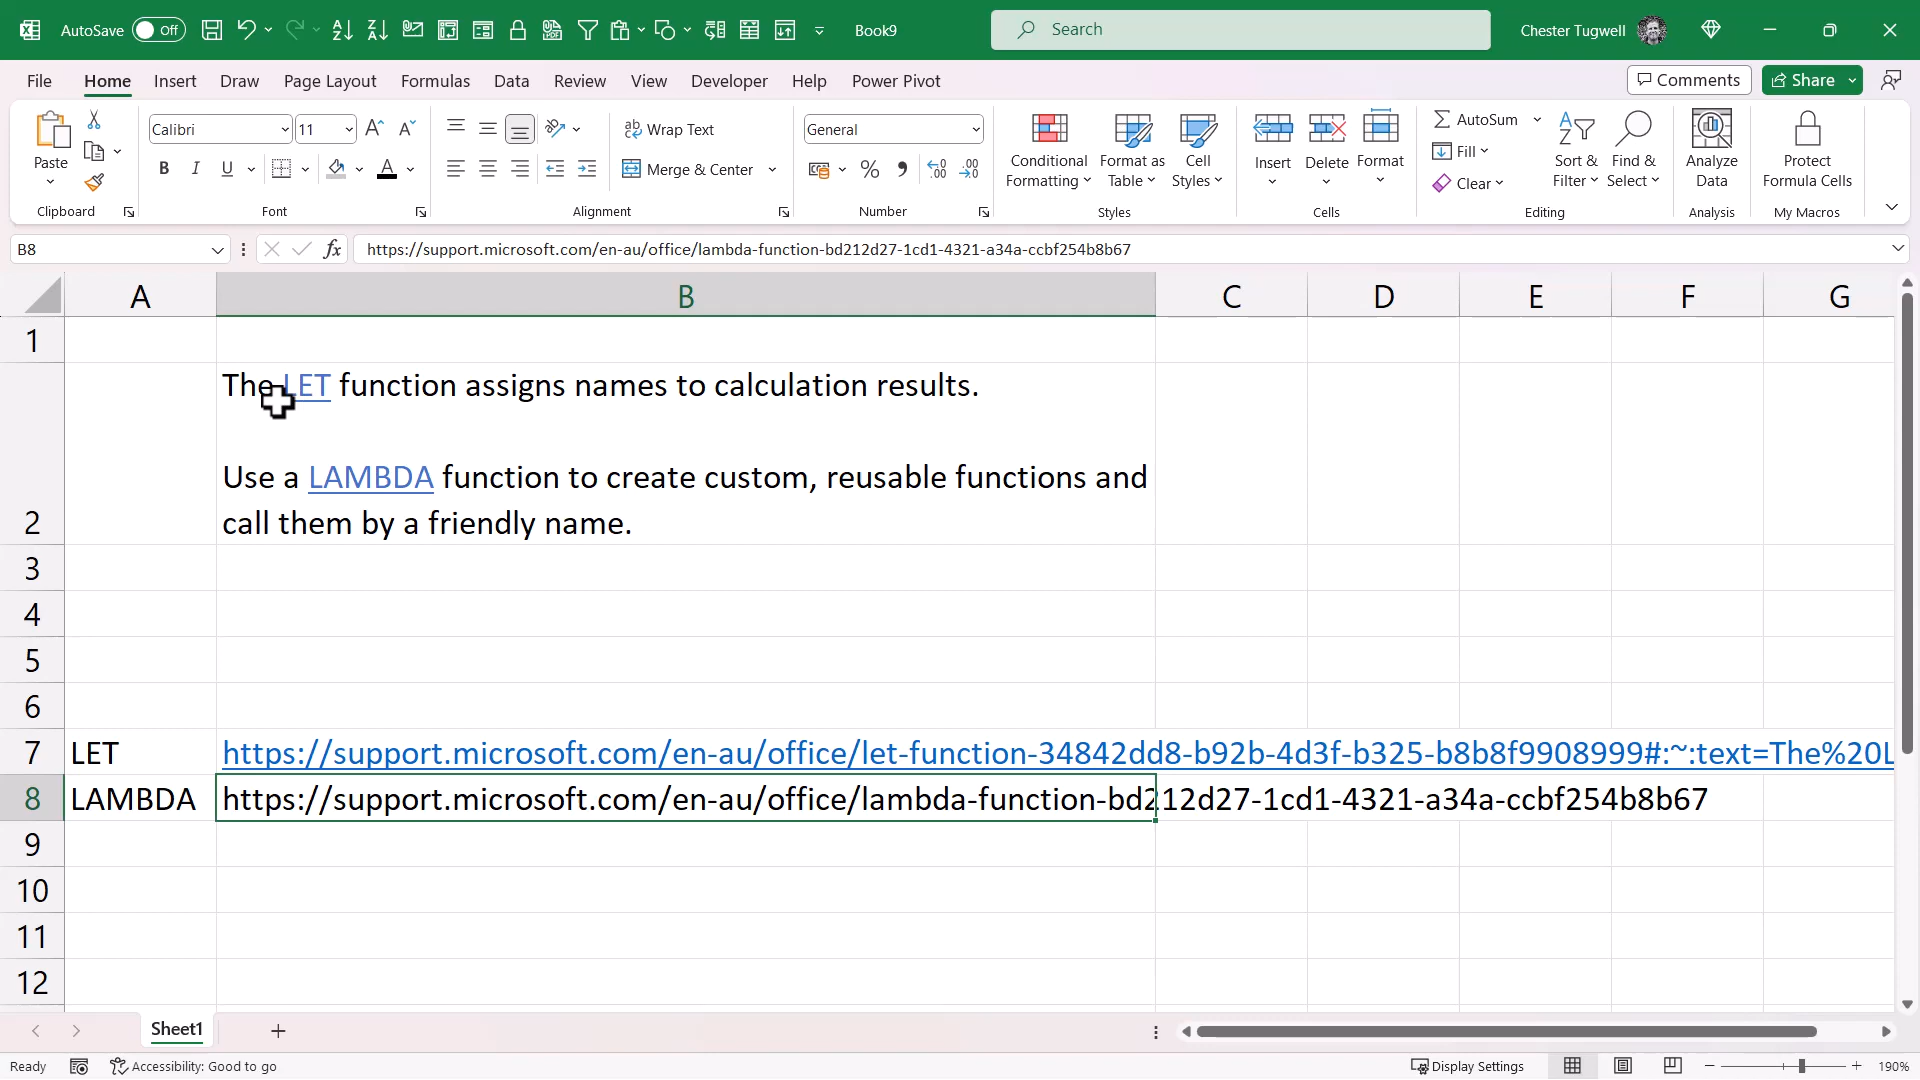 AutoSave Off Book9 Search Chester Tugwell
File Home Insert Draw Page Layout Formulas Data Review View Developer Help Power Pivot Comments Share
Paste Calibri 11 Wrap Text General Conditional Formatting Format as Table Cell Styles Insert Delete Format AutoSum Sort & Filter Find & Select Analyze Data Protect Formula Cells
B I U Merge & Center Fill Clear
Clipboard Font Alignment Number Styles Cells Editing Analysis My Macros
B8 fx https://support.microsoft.com/en-au/office/lambda-function-bd212d27-1cd1-4321-a34a-ccbf254b8b67
A B C D E F G
1
The LET function assigns names to calculation results.
Use a LAMBDA function to create custom, reusable functions and
2 call them by a friendly name.
3
4
5
6
7 LET https://support.microsoft.com/en-au/office/let-function-34842dd8-b92b-4d3f-b325-b8b8f9908999#:~:text=The%20L
8 LAMBDA https://support.microsoft.com/en-au/office/lambda-function-bd212d27-1cd1-4321-a34a-ccbf254b8b67
9
10
11
12
Sheet1
Ready Accessibility: Good to go Display Settings 190%